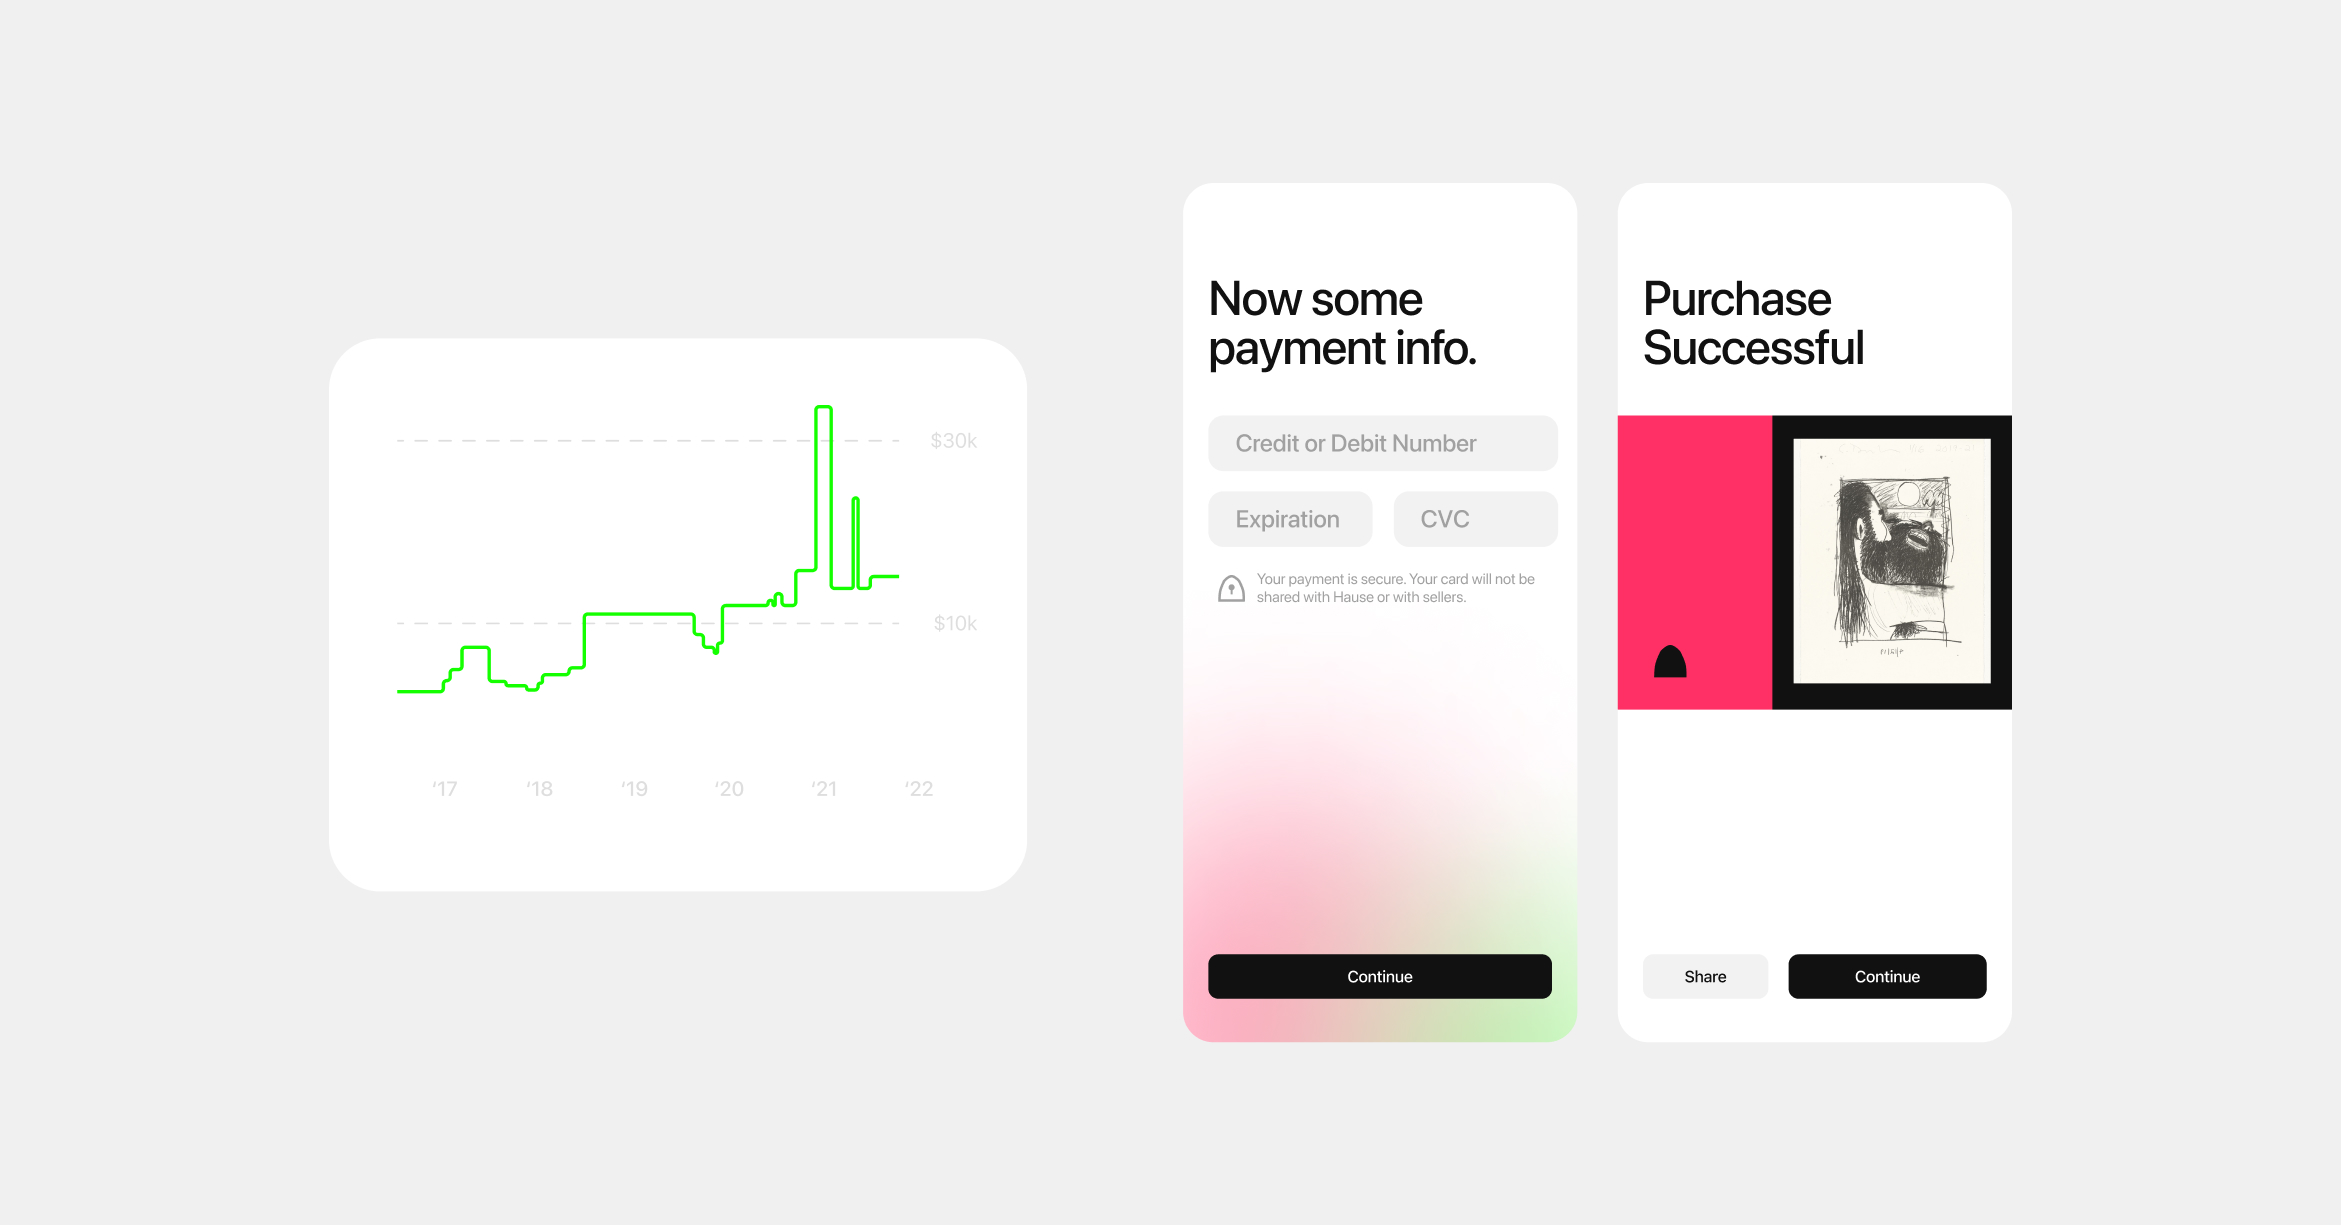 $30k
$10k
‘17 ‘18 ‘19 ‘20 ‘21 ‘22
Now some
payment info.
Credit or Debit Number
Expiration CVC
Your payment is secure. Your card will not be
shared with Hause or with sellers.
Continue
Purchase
Successful
Share Continue